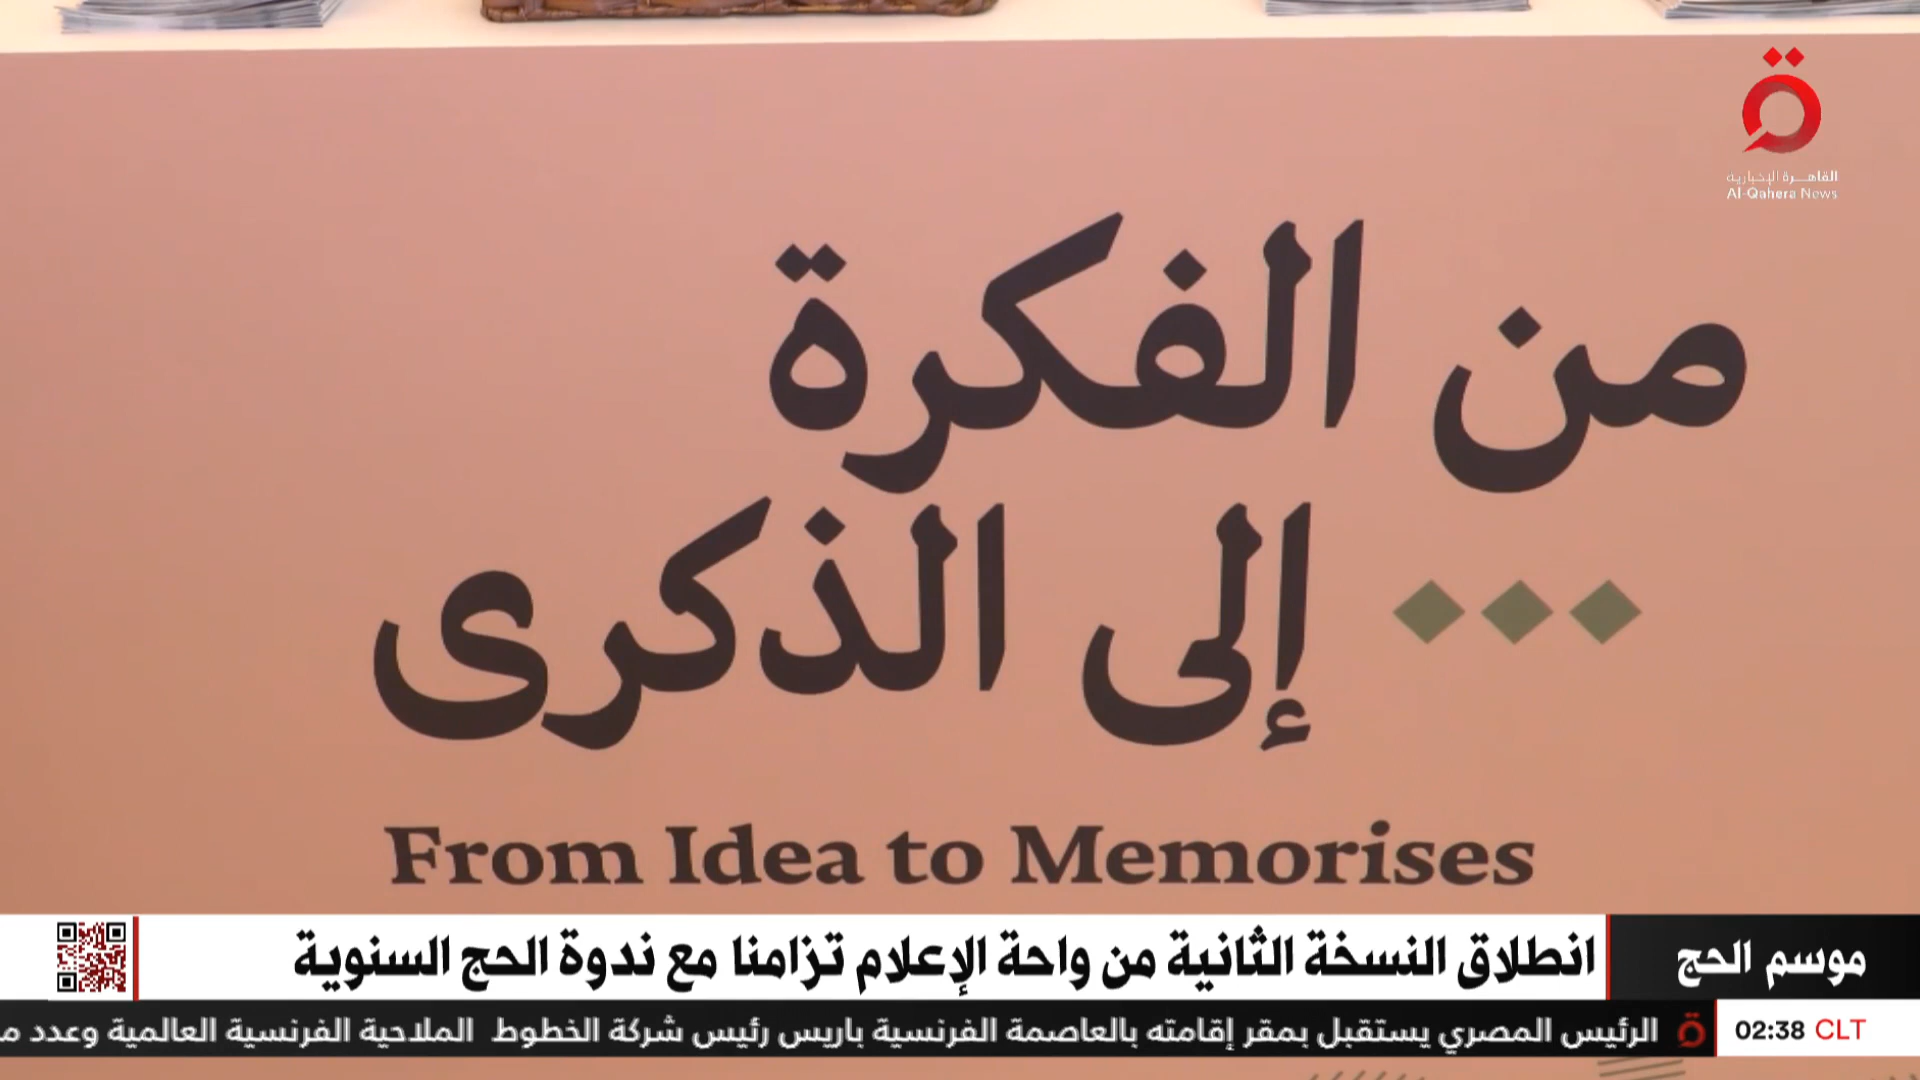 القاهرة الإخبارية
Al-Qahera News
من الفكرة
إلى الذكرى
From Idea to Memorises
موسم الحج
انطلاق النسخة الثانية من واحة الإعلام تزامنا مع ندوة الحج السنوية
02:38 CLT
الرئيس المصري يستقبل بمقر إقامته بالعاصمة الفرنسية باريس رئيس شركة الخطوط الملاحية الفرنسية العالمية وعدد